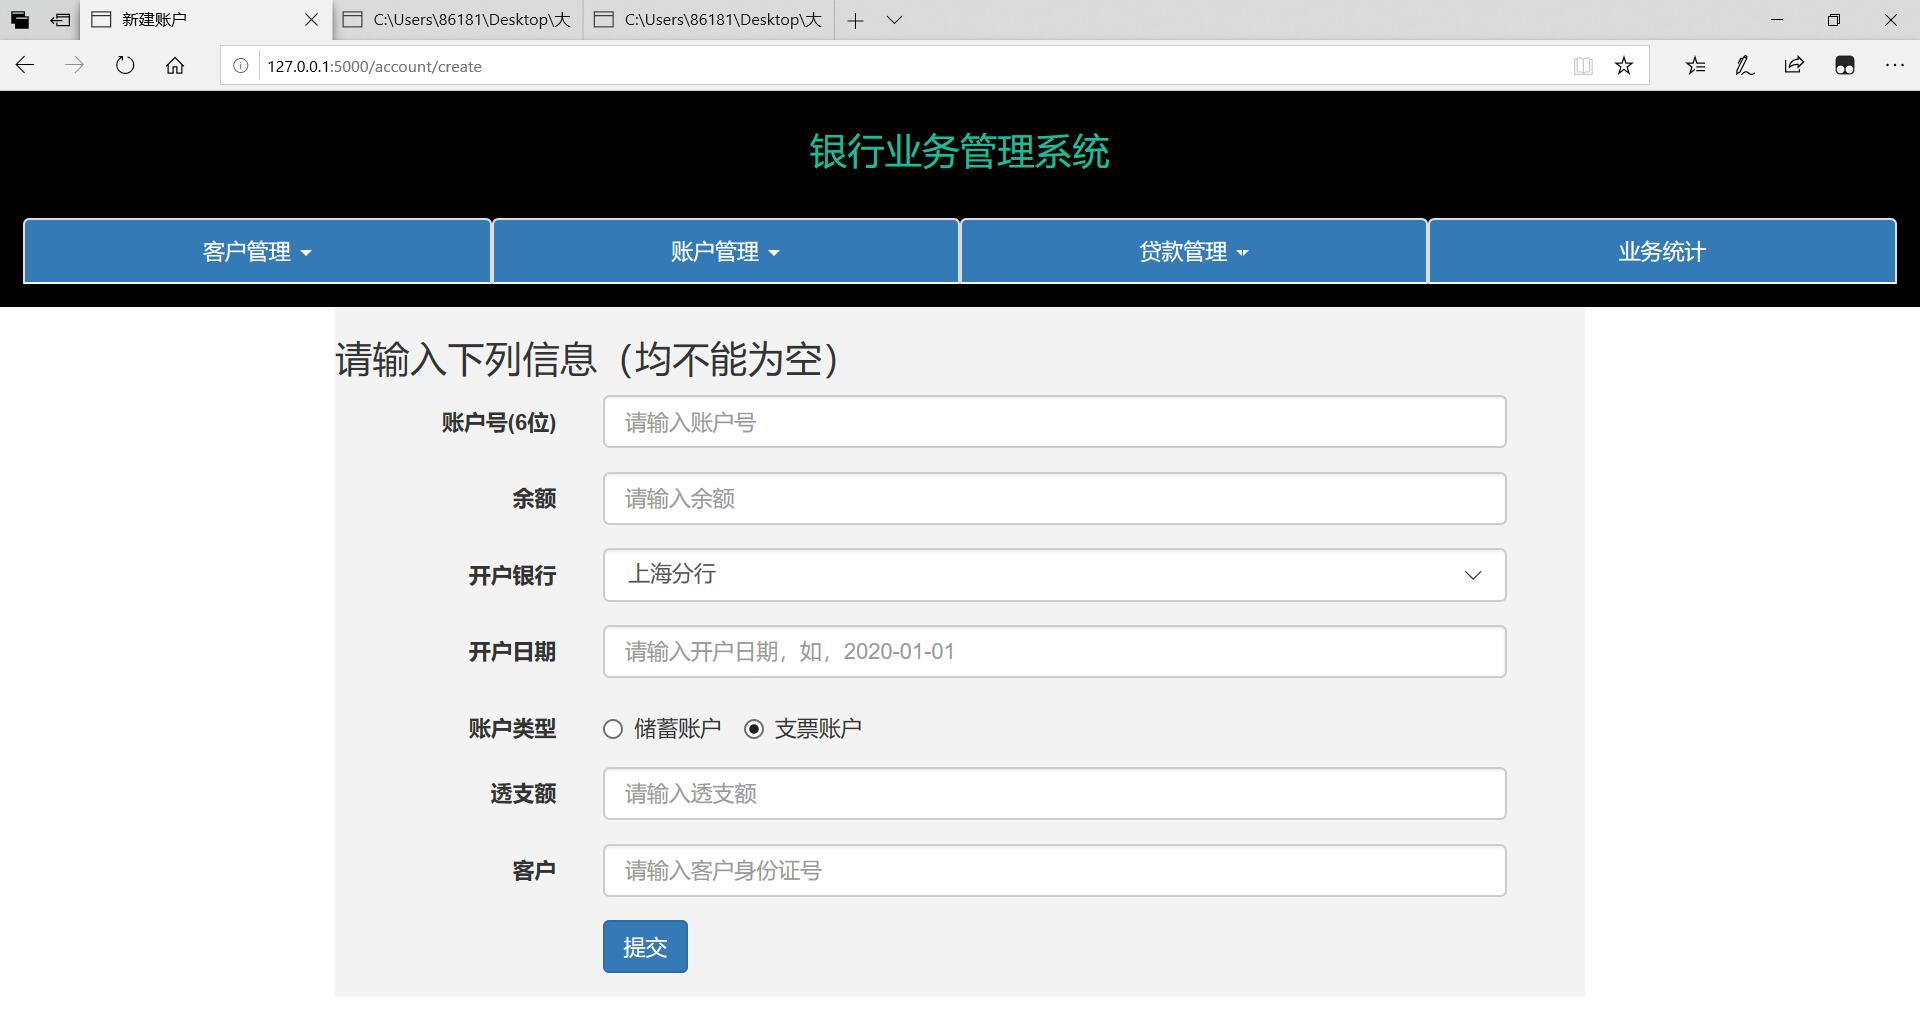 新建账户
C:\Users\86181\Desktop\大
C:\Users\86181\Desktop\大
127.0.0.1:5000/account/create
银行业务管理系统
客户管理
账户管理
贷款管理
业务统计
请输入下列信息（均不能为空）
账户号(6位)
请输入账户号
余额
请输入余额
开户银行
上海分行
开户日期
请输入开户日期，如，2020-01-01
账户类型
储蓄账户
支票账户
透支额
请输入透支额
客户
请输入客户身份证号
提交